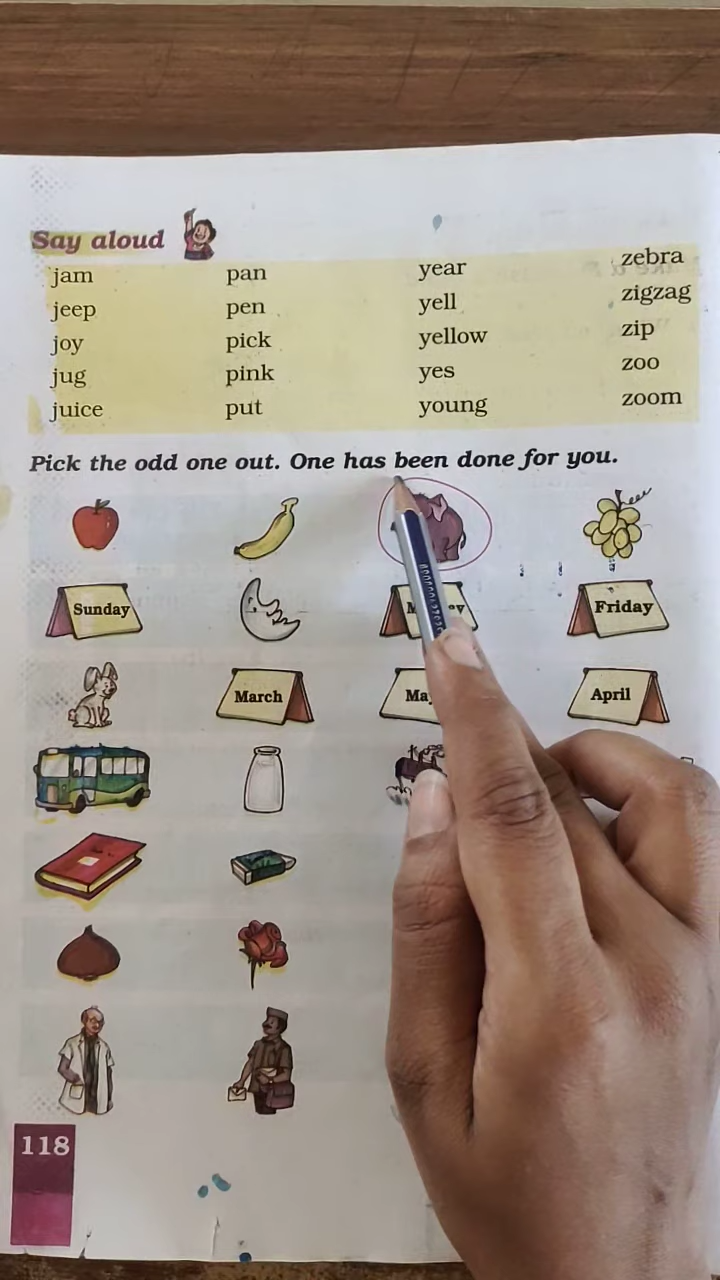 Say aloud
jam pan year zebra
jeep pen yell zigzag
joy pick yellow zip
jug pink yes zoo
juice put young zoom
Pick the odd one out. One has been done for you.
Sunday Friday
March April
118